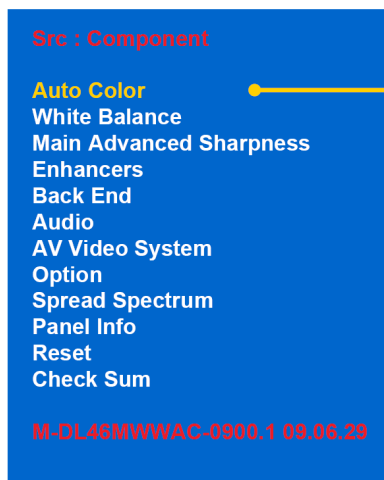 Src : Component
Auto Color
White Balance
Main Advanced Sharpness
Enhancers
Back End
Audio
AV Video System
Option
Spread Spectrum
Panel Info
Reset
Check Sum
M-DL46MWWAC-0900.1 09.06.29